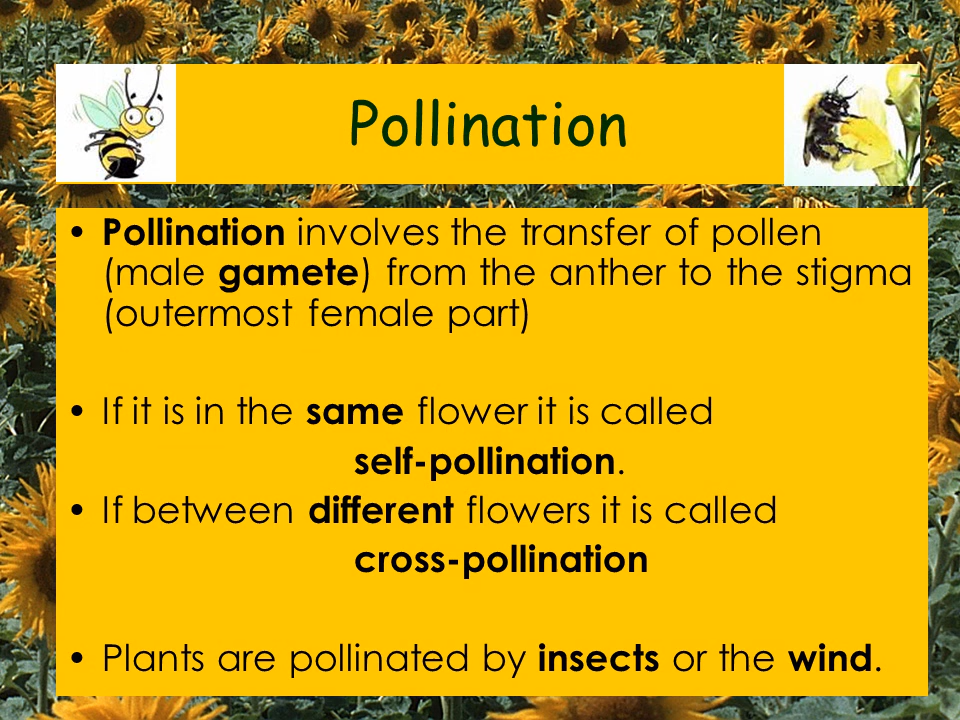 Pollination
• Pollination involves the transfer of pollen
(male gamete) from the anther to the stigma
(outermost female part)
• If it is in the same flower it is called
self-pollination.
• If between different flowers it is called
cross-pollination
• Plants are pollinated by insects or the wind.